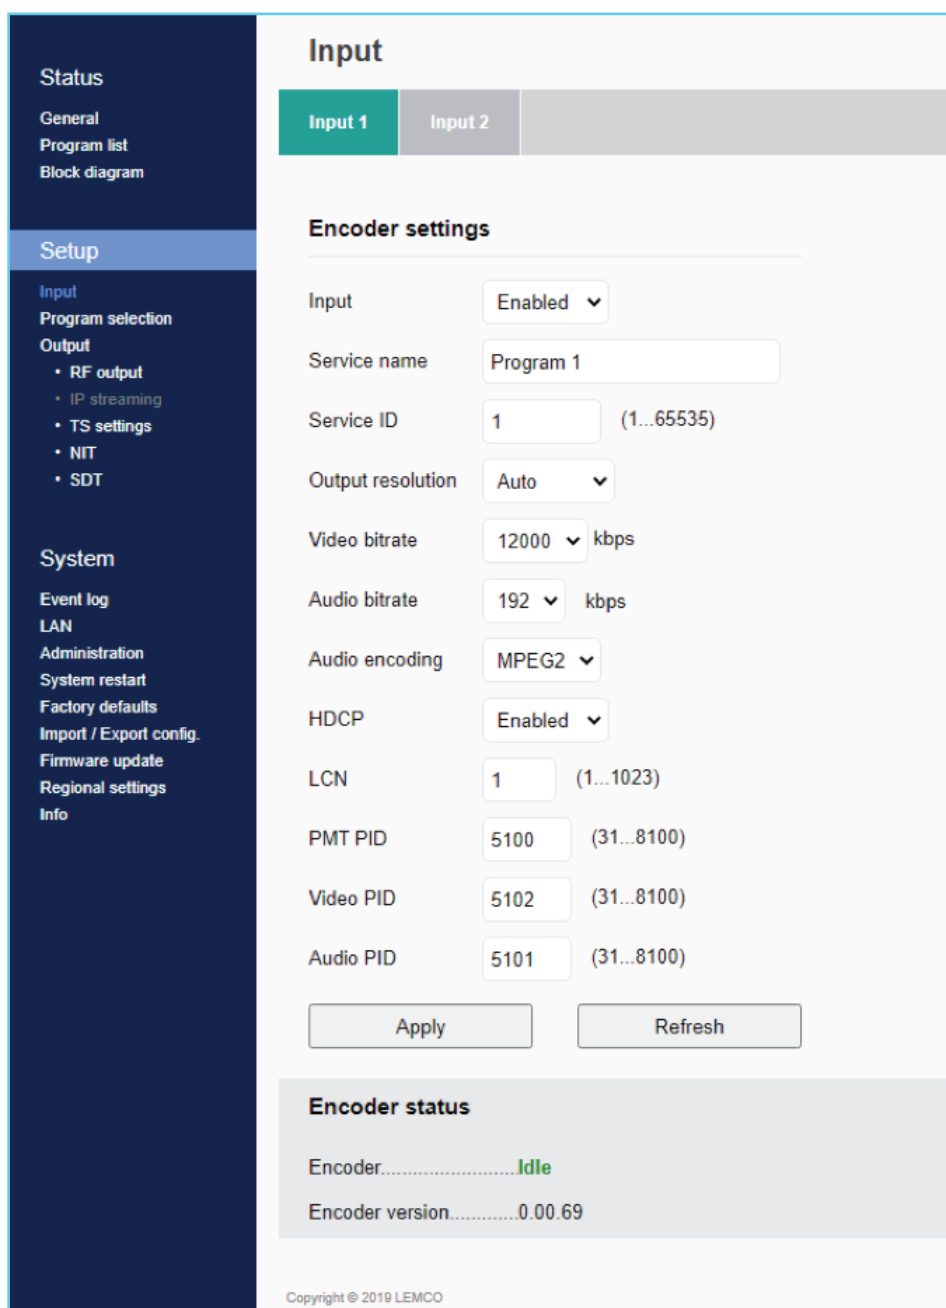 Status
General
Program list
Block diagram
Setup
Input
Program selection
Output
• RF output
• IP streaming
• TS settings
• NIT
• SDT
System
Event log
LAN
Administration
System restart
Factory defaults
Import / Export config.
Firmware update
Regional settings
Info
Input
Input 1 Input 2
Encoder settings
Input Enabled
Service name Program 1
Service ID 1 (1...65535)
Output resolution Auto
Video bitrate 12000 kbps
Audio bitrate 192 kbps
Audio encoding MPEG2
HDCP Enabled
LCN 1 (1...1023)
PMT PID 5100 (31...8100)
Video PID 5102 (31...8100)
Audio PID 5101 (31...8100)
Apply Refresh
Encoder status
Encoder.........................Idle
Encoder version.............0.00.69
Copyright © 2019 LEMCO